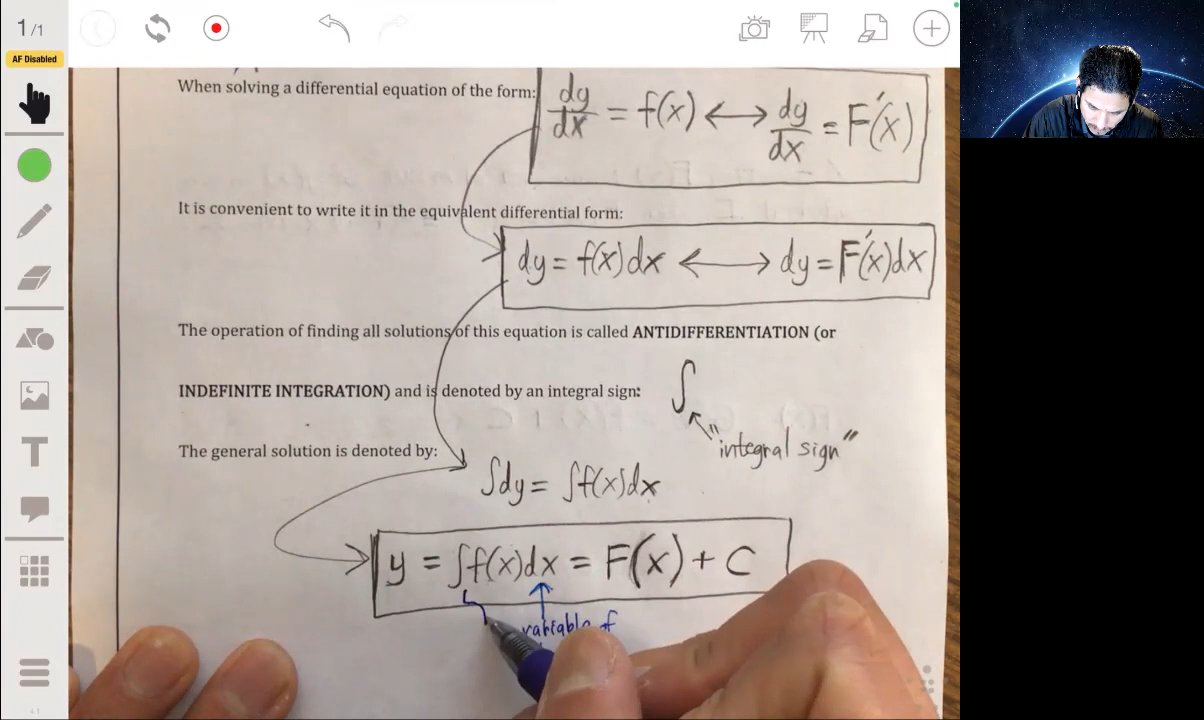 1/1
AF Disabled
When solving a differential equation of the form: dy/dx = f(x) ↔ dy/dx = F'(x)
It is convenient to write it in the equivalent differential form:
dy = f(x)dx ↔ dy = F'(x)dx
The operation of finding all solutions of this equation is called ANTIDIFFERENTIATION (or
INDEFINITE INTEGRATION) and is denoted by an integral sign: ∫
"integral sign"
The general solution is denoted by:
∫dy = ∫f(x)dx
y = ∫f(x)dx = F(x) + C
variable of
T